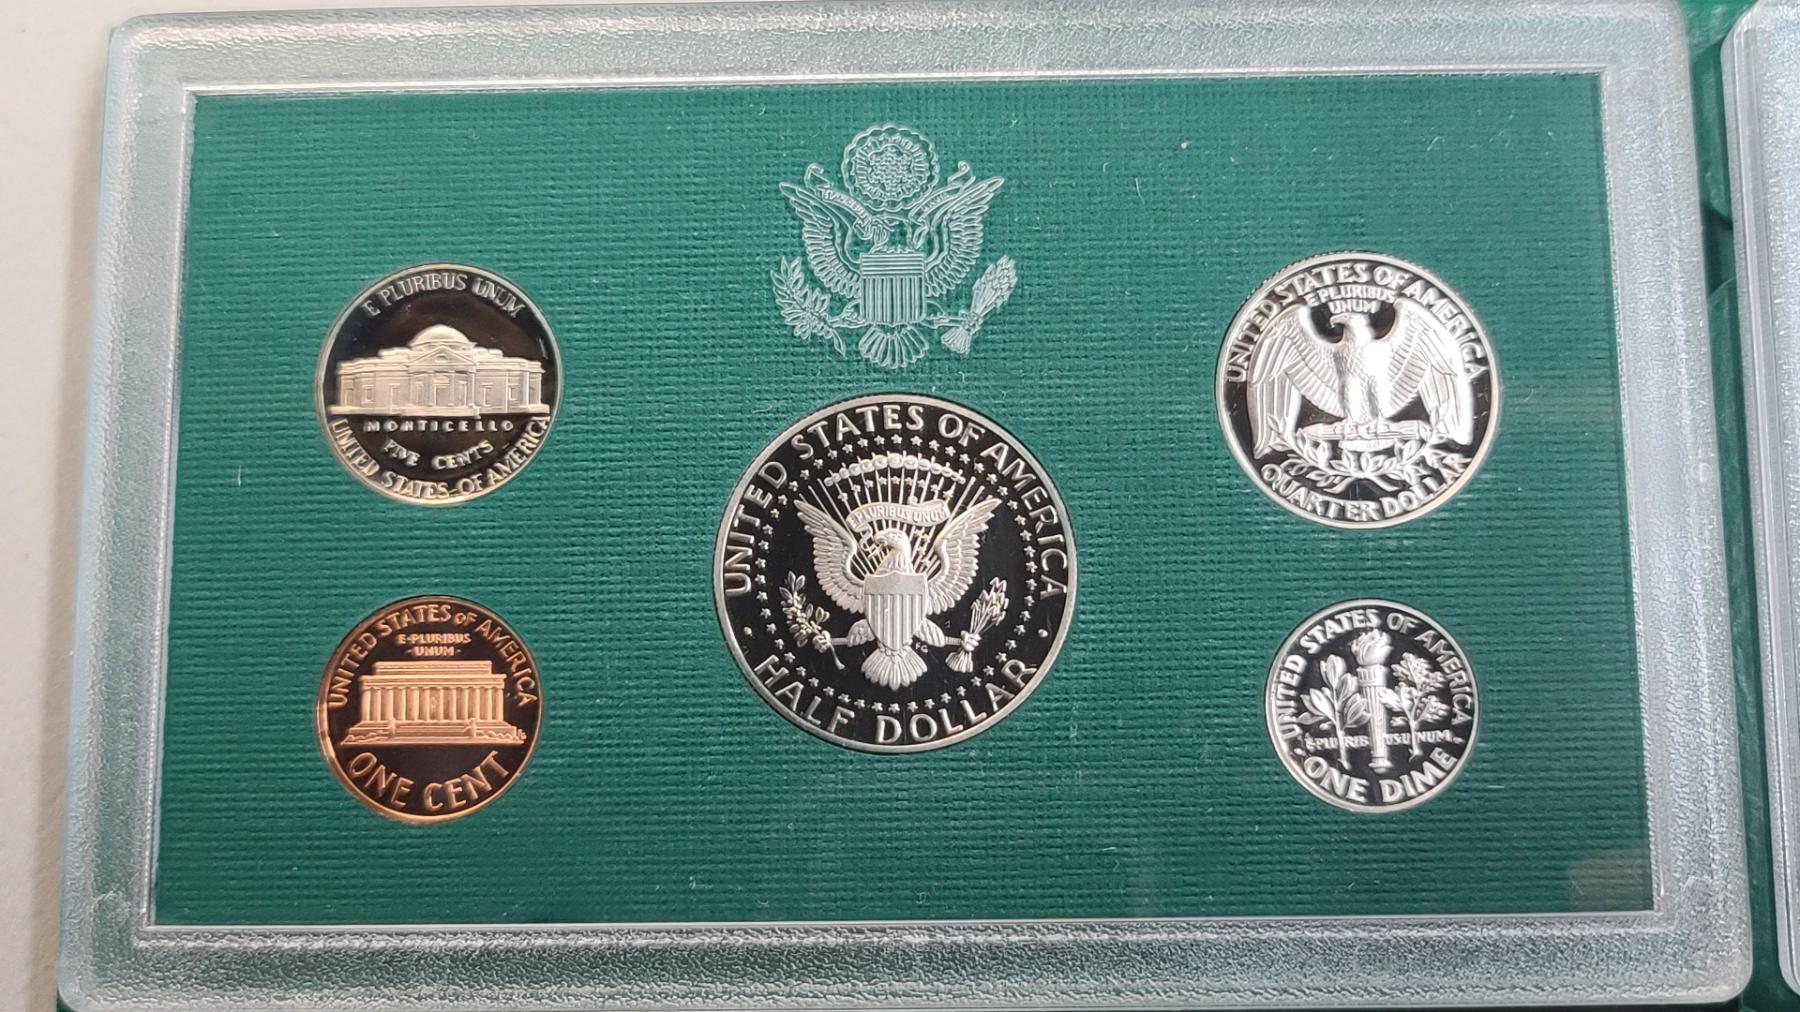 E PLURIBUS UNUM
MONTICELLO
FIVE CENTS
UNITED STATES OF AMERICA
UNITED STATES OF AMERICA
E PLURIBUS UNUM
QUARTER DOLLAR
UNITED STATES OF AMERICA
E PLURIBUS UNUM
FG
HALF DOLLAR
UNITED STATES OF AMERICA
E·PLURIBUS
·UNUM·
ONE CENT
UNITED STATES OF AMERICA
E·PLURIBUS UNUM
ONE DIME